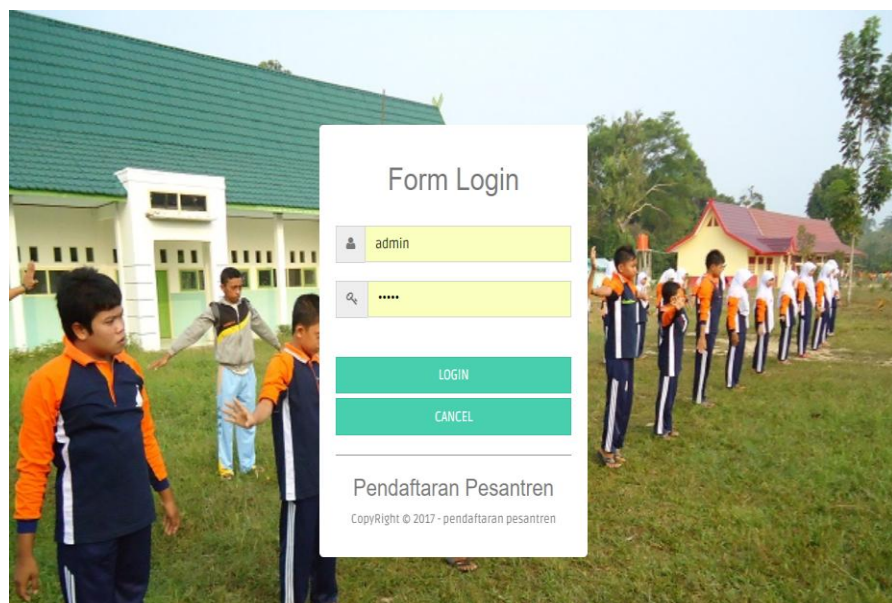 Form Login
admin
•••••
LOGIN
CANCEL
Pendaftaran Pesantren
CopyRight © 2017 - pendaftaran pesantren